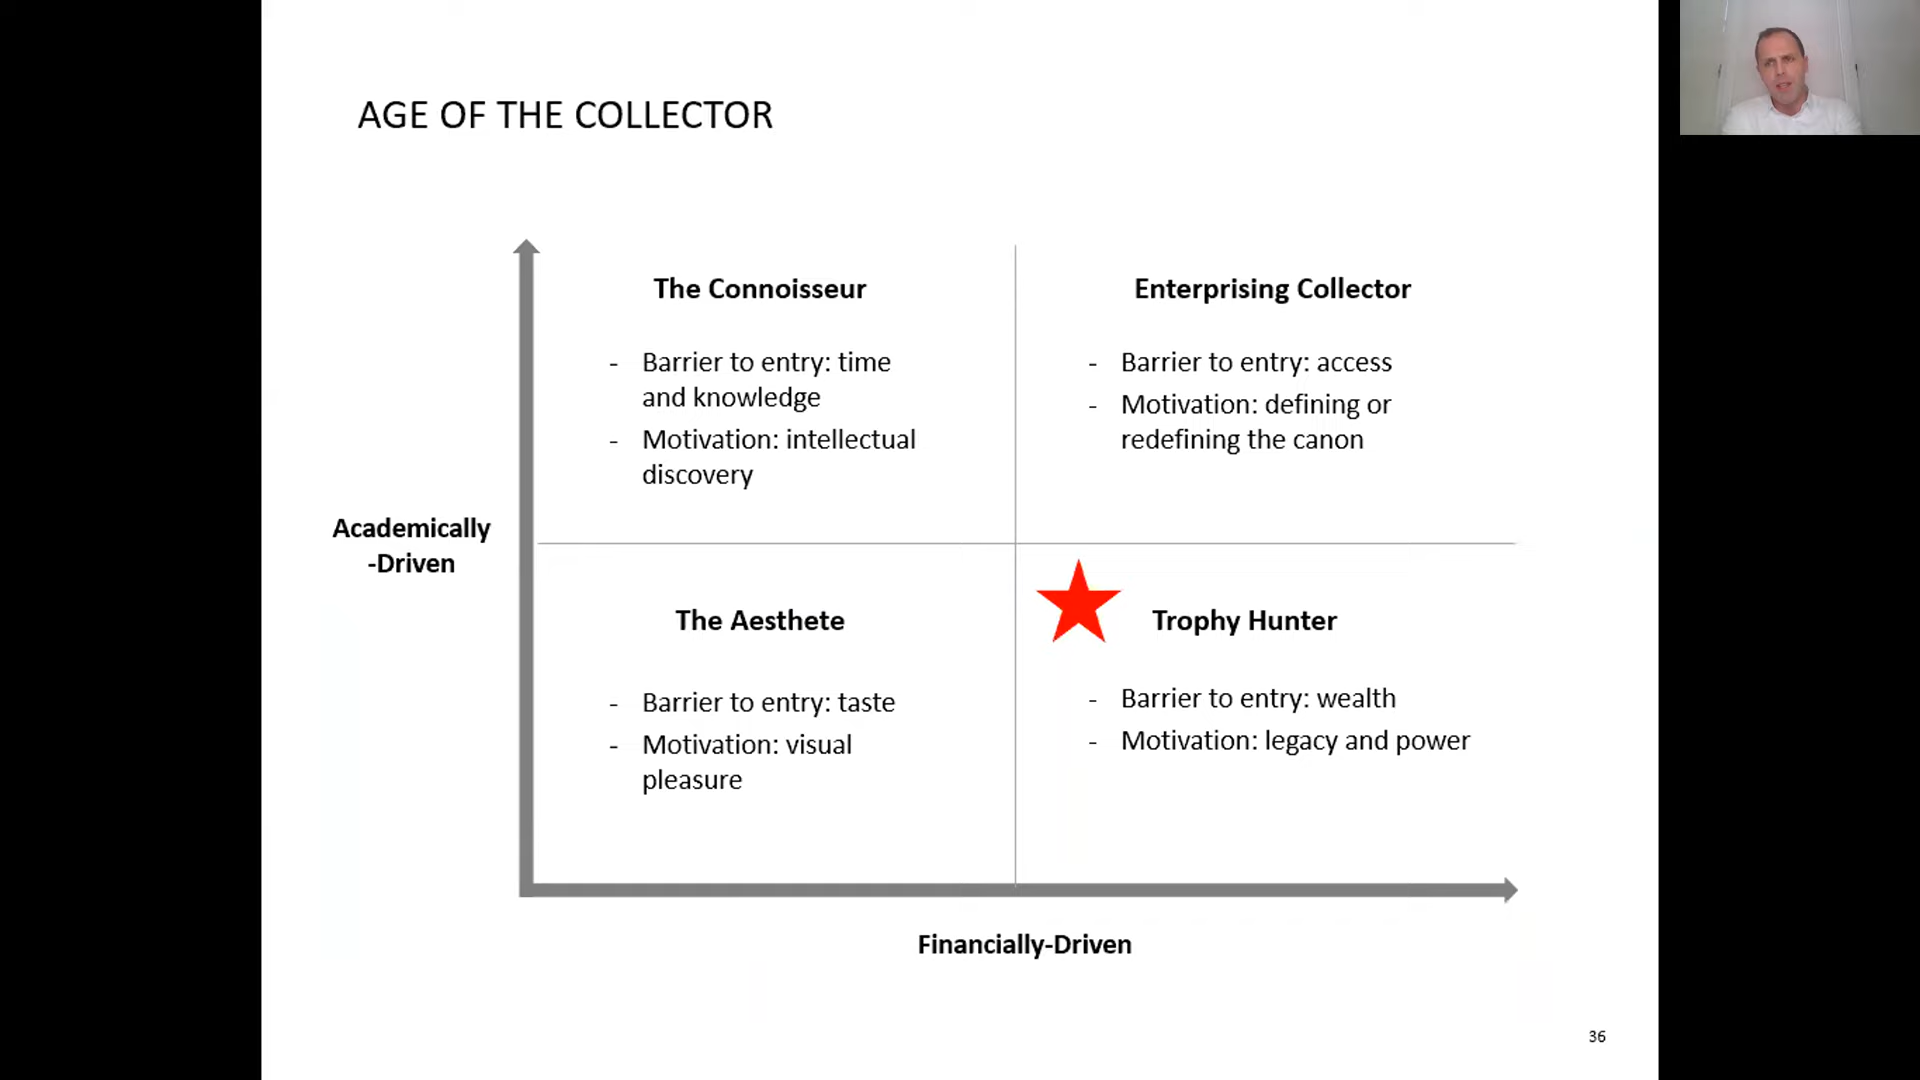 AGE OF THE COLLECTOR
The Connoisseur
- Barrier to entry: time
and knowledge
- Motivation: intellectual
discovery
Enterprising Collector
- Barrier to entry: access
- Motivation: defining or
redefining the canon
Academically
-Driven
The Aesthete
- Barrier to entry: taste
- Motivation: visual
pleasure
Trophy Hunter
- Barrier to entry: wealth
- Motivation: legacy and power
Financially-Driven
36